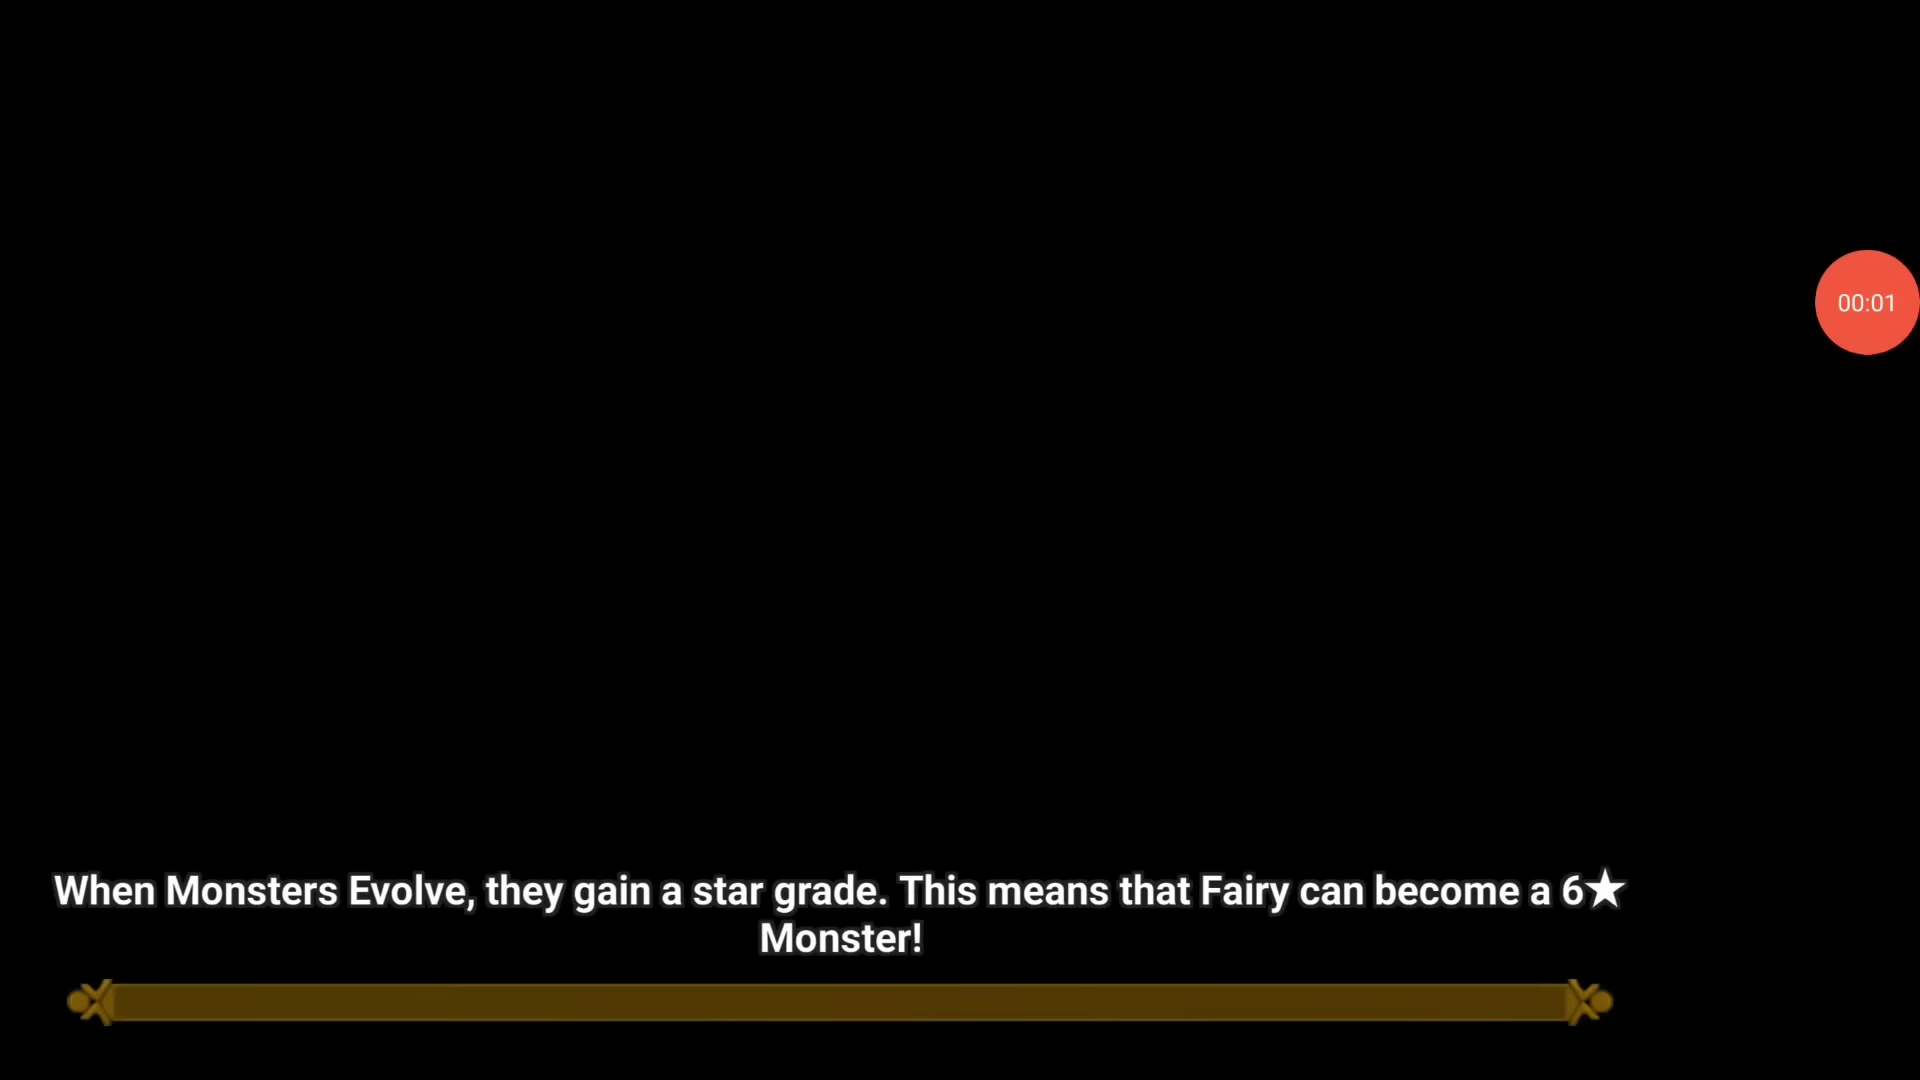 00:01
When Monsters Evolve, they gain a star grade. This means that Fairy can become a 6★
Monster!